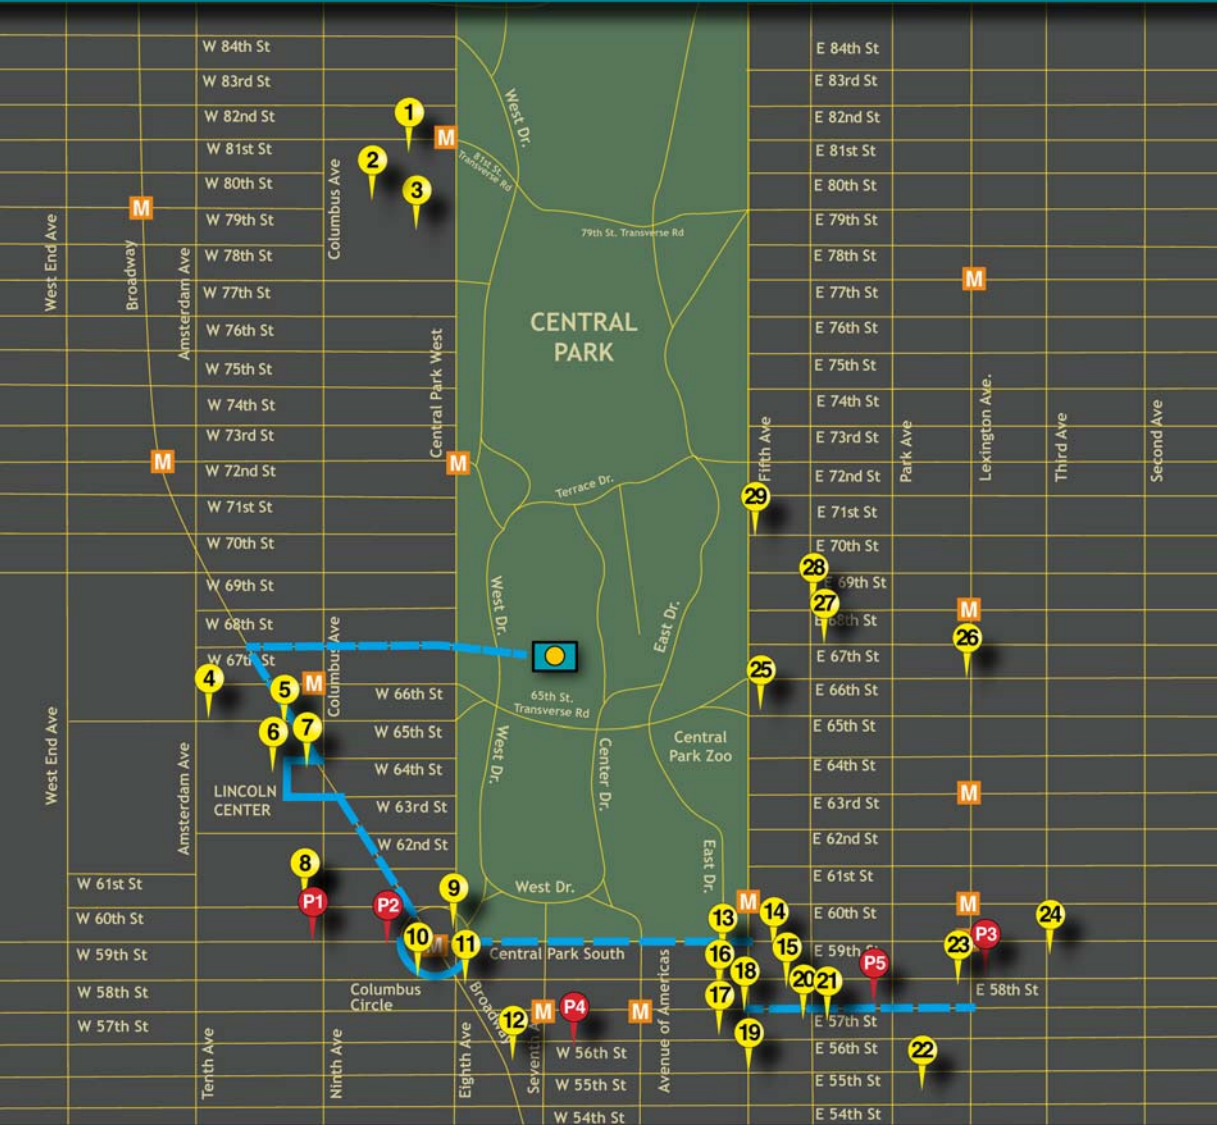 W 84th St
E 84th St
W 83rd St
E 83rd St
1
W 82nd St
West Dr.
E 82nd St
M
W 81st St
2
81st St.
Transverse Rd
E 81st St
W 80th St
3
E 80th St
Columbus Ave
M
W 79th St
79th St. Transverse Rd
E 79th St
West End Ave
Broadway
Amsterdam Ave
W 78th St
E 78th St
M
W 77th St
E 77th St
CENTRAL
PARK
W 76th St
E 76th St
Central Park West
W 75th St
E 75th St
W 74th St
E 74th St
W 73rd St
E 73rd St
Fifth Ave
Park Ave
Lexington Ave.
Third Ave
Second Ave
M
M
W 72nd St
E 72nd St
Terrace Dr.
29
W 71st St
E 71st St
W 70th St
E 70th St
28
W 69th St
E 69th St
West Dr.
East Dr.
27
M
W 68th St
E 68th St
Columbus Ave
26
W 67th St
E 67th St
4
5
M
25
W 66th St
65th St.
Transverse Rd
E 66th St
6
7
W 65th St
E 65th St
West End Ave
Amsterdam Ave
West Dr.
Center Dr.
Central
Park Zoo
W 64th St
E 64th St
LINCOLN
CENTER
M
W 63rd St
E 63rd St
W 62nd St
E 62nd St
East Dr.
8
W 61st St
9
West Dr.
E 61st St
P1
P2
M
M
W 60th St
13
14
E 60th St
24
10
M
11
15
23
P3
W 59th St
Central Park South
16
E 59th St
P5
W 58th St
Columbus
Circle
Broadway
Avenue of Americas
17
18
20
21
E 58th St
W 57th St
12
M
P4
M
E 57th St
19
Tenth Ave
Ninth Ave
Eighth Ave
Seventh A
W 56th St
E 56th St
22
W 55th St
E 55th St
W 54th St
E 54th St